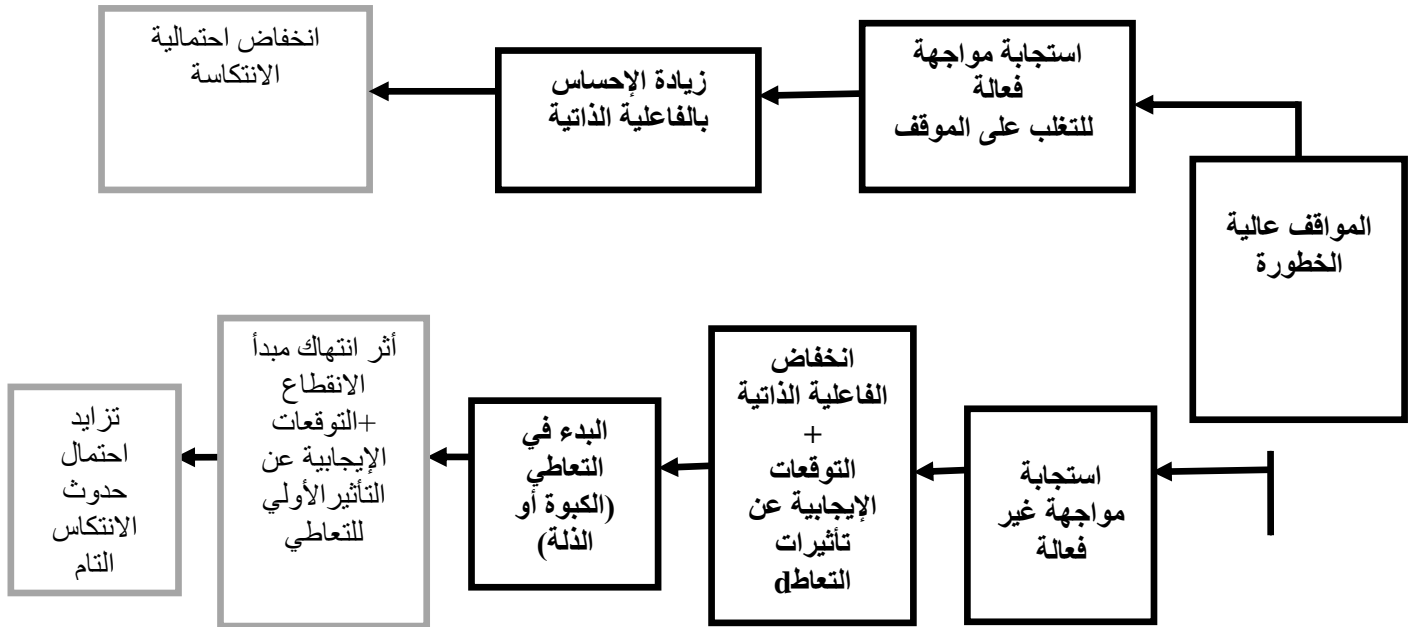 المواقف عالية
الخطورة
استجابة مواجهة
فعالة
للتغلب على الموقف
زيادة الإحساس
بالفاعلية الذاتية
انخفاض احتمالية
الانتكاسة
استجابة
مواجهة غير
فعالة
انخفاض
الفاعلية الذاتية
+
التوقعات
الإيجابية عن
تأثيرات
التعاطd
البدء في
التعاطي
(الكبوة أو
الذلة)
أثر انتهاك مبدأ
الانقطاع
+التوقعات
الإيجابية عن
التأثيرالأولي
للتعاطي
تزايد
احتمال
حدوث
الانتكاس
التام